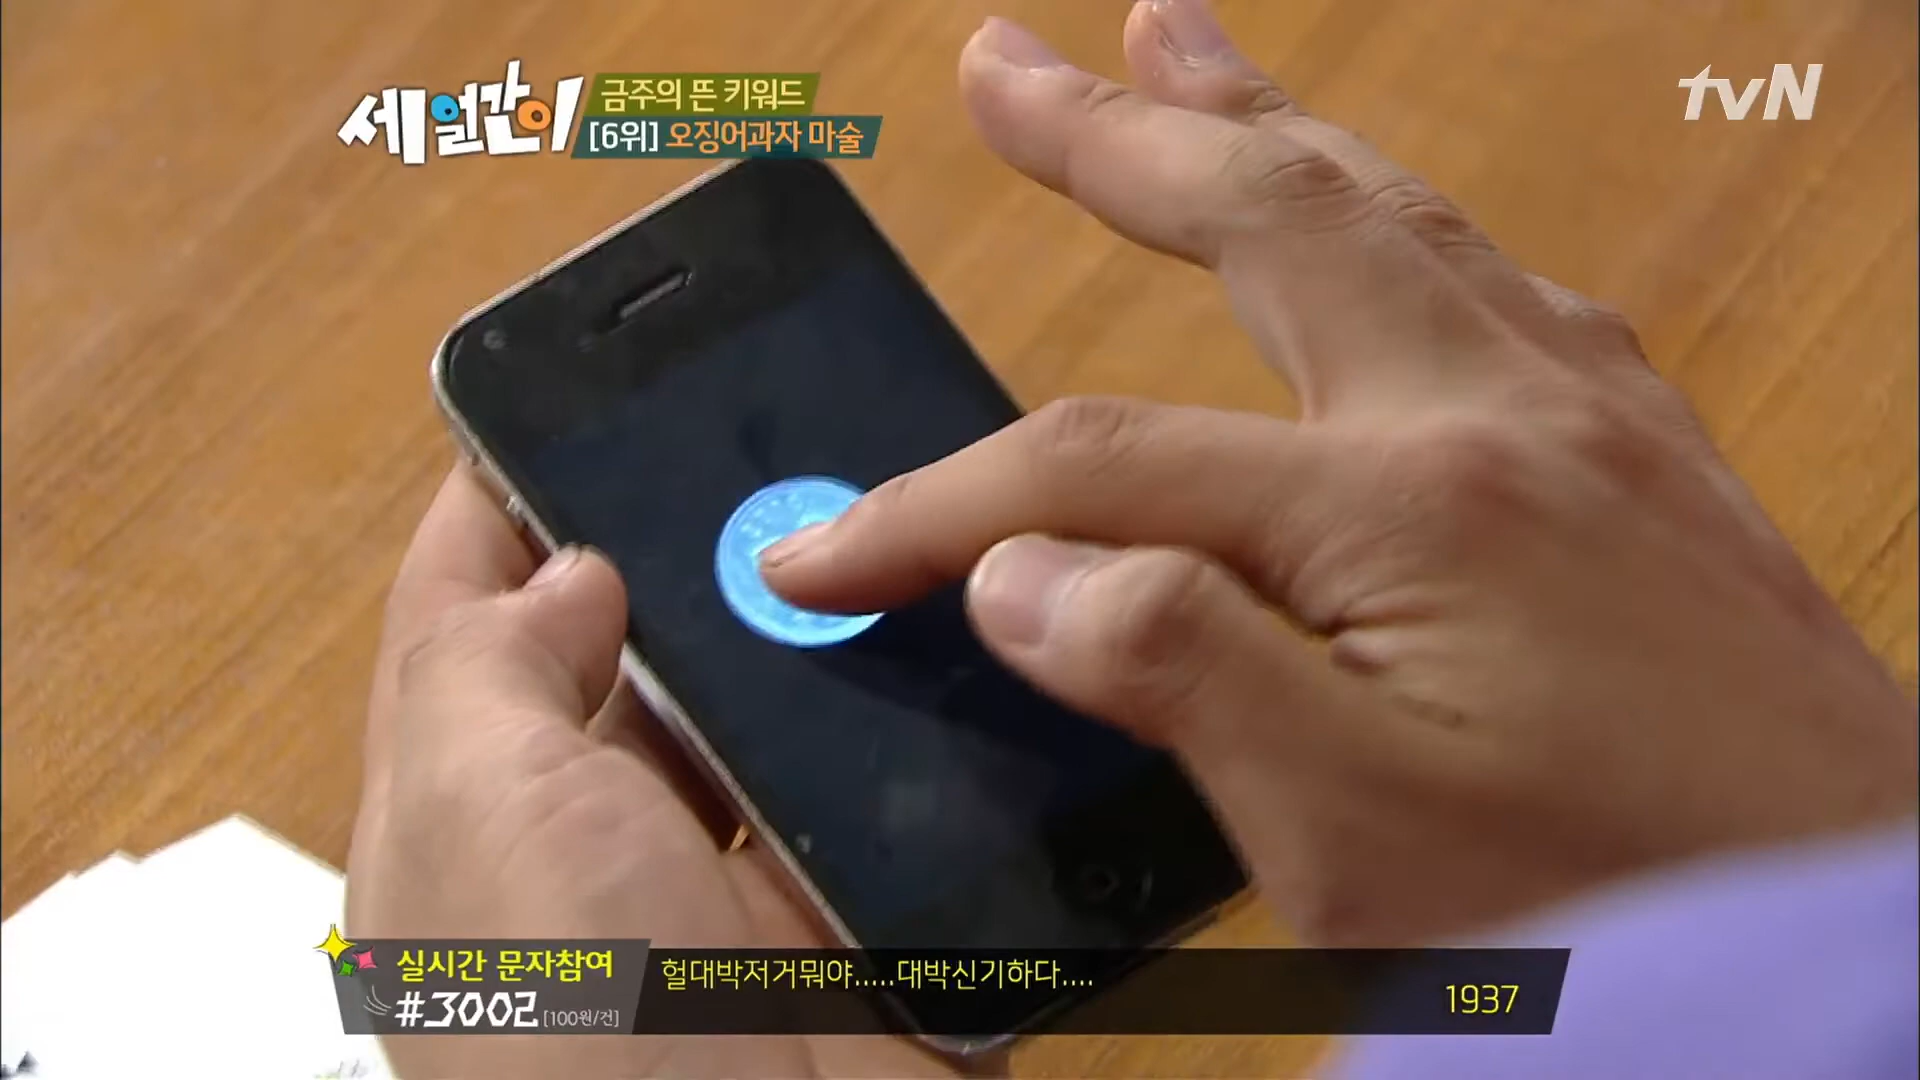 세얼간이
금주의 뜬 키워드
[6위] 오징어과자 마술
tvN
실시간 문자참여
#3002 [100원/건]
헐대박저거뭐야.....대박신기하다....
1937